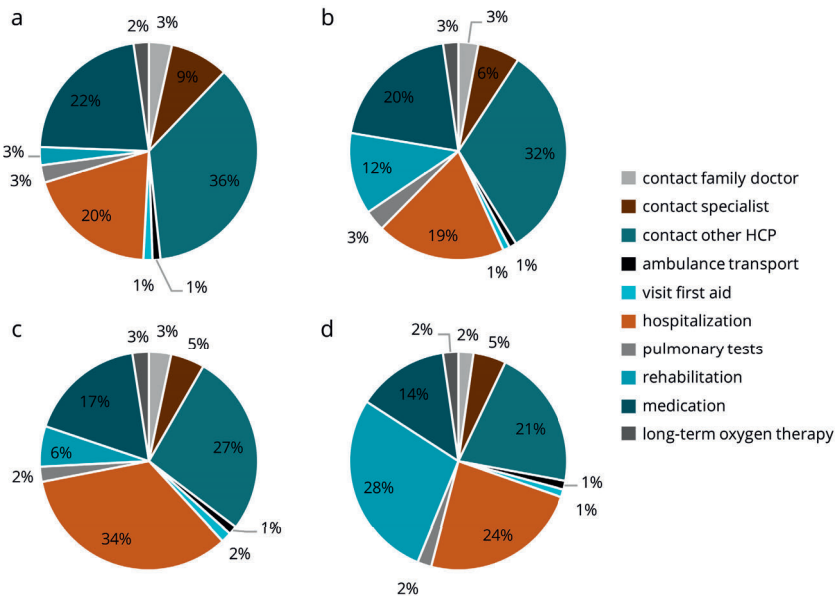 a
2%
3%
9%
36%
1%
1%
20%
3%
3%
22%
b
3%
3%
6%
32%
1%
1%
19%
3%
12%
20%
contact family doctor
contact specialist
contact other HCP
ambulance transport
visit first aid
hospitalization
pulmonary tests
rehabilitation
medication
long-term oxygen therapy
c
3%
3%
5%
27%
1%
2%
34%
2%
6%
17%
d
2%
2%
5%
21%
1%
1%
24%
2%
28%
14%